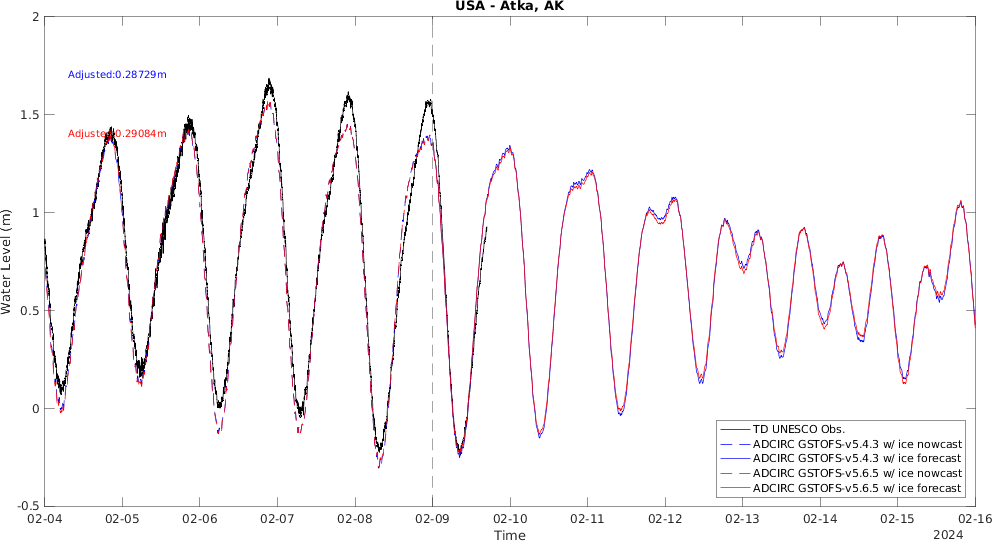 USA - Atka, AK
2
1.5
1
0.5
0
-0.5
Water Level (m)
Adjusted:0.28729m
Adjusted:0.29084m
TD UNESCO Obs.
ADCIRC GSTOFS-v5.4.3 w/ ice nowcast
ADCIRC GSTOFS-v5.4.3 w/ ice forecast
ADCIRC GSTOFS-v5.6.5 w/ ice nowcast
ADCIRC GSTOFS-v5.6.5 w/ ice forecast
02-04 02-05 02-06 02-07 02-08 02-09 02-10 02-11 02-12 02-13 02-14 02-15 02-16
Time
2024